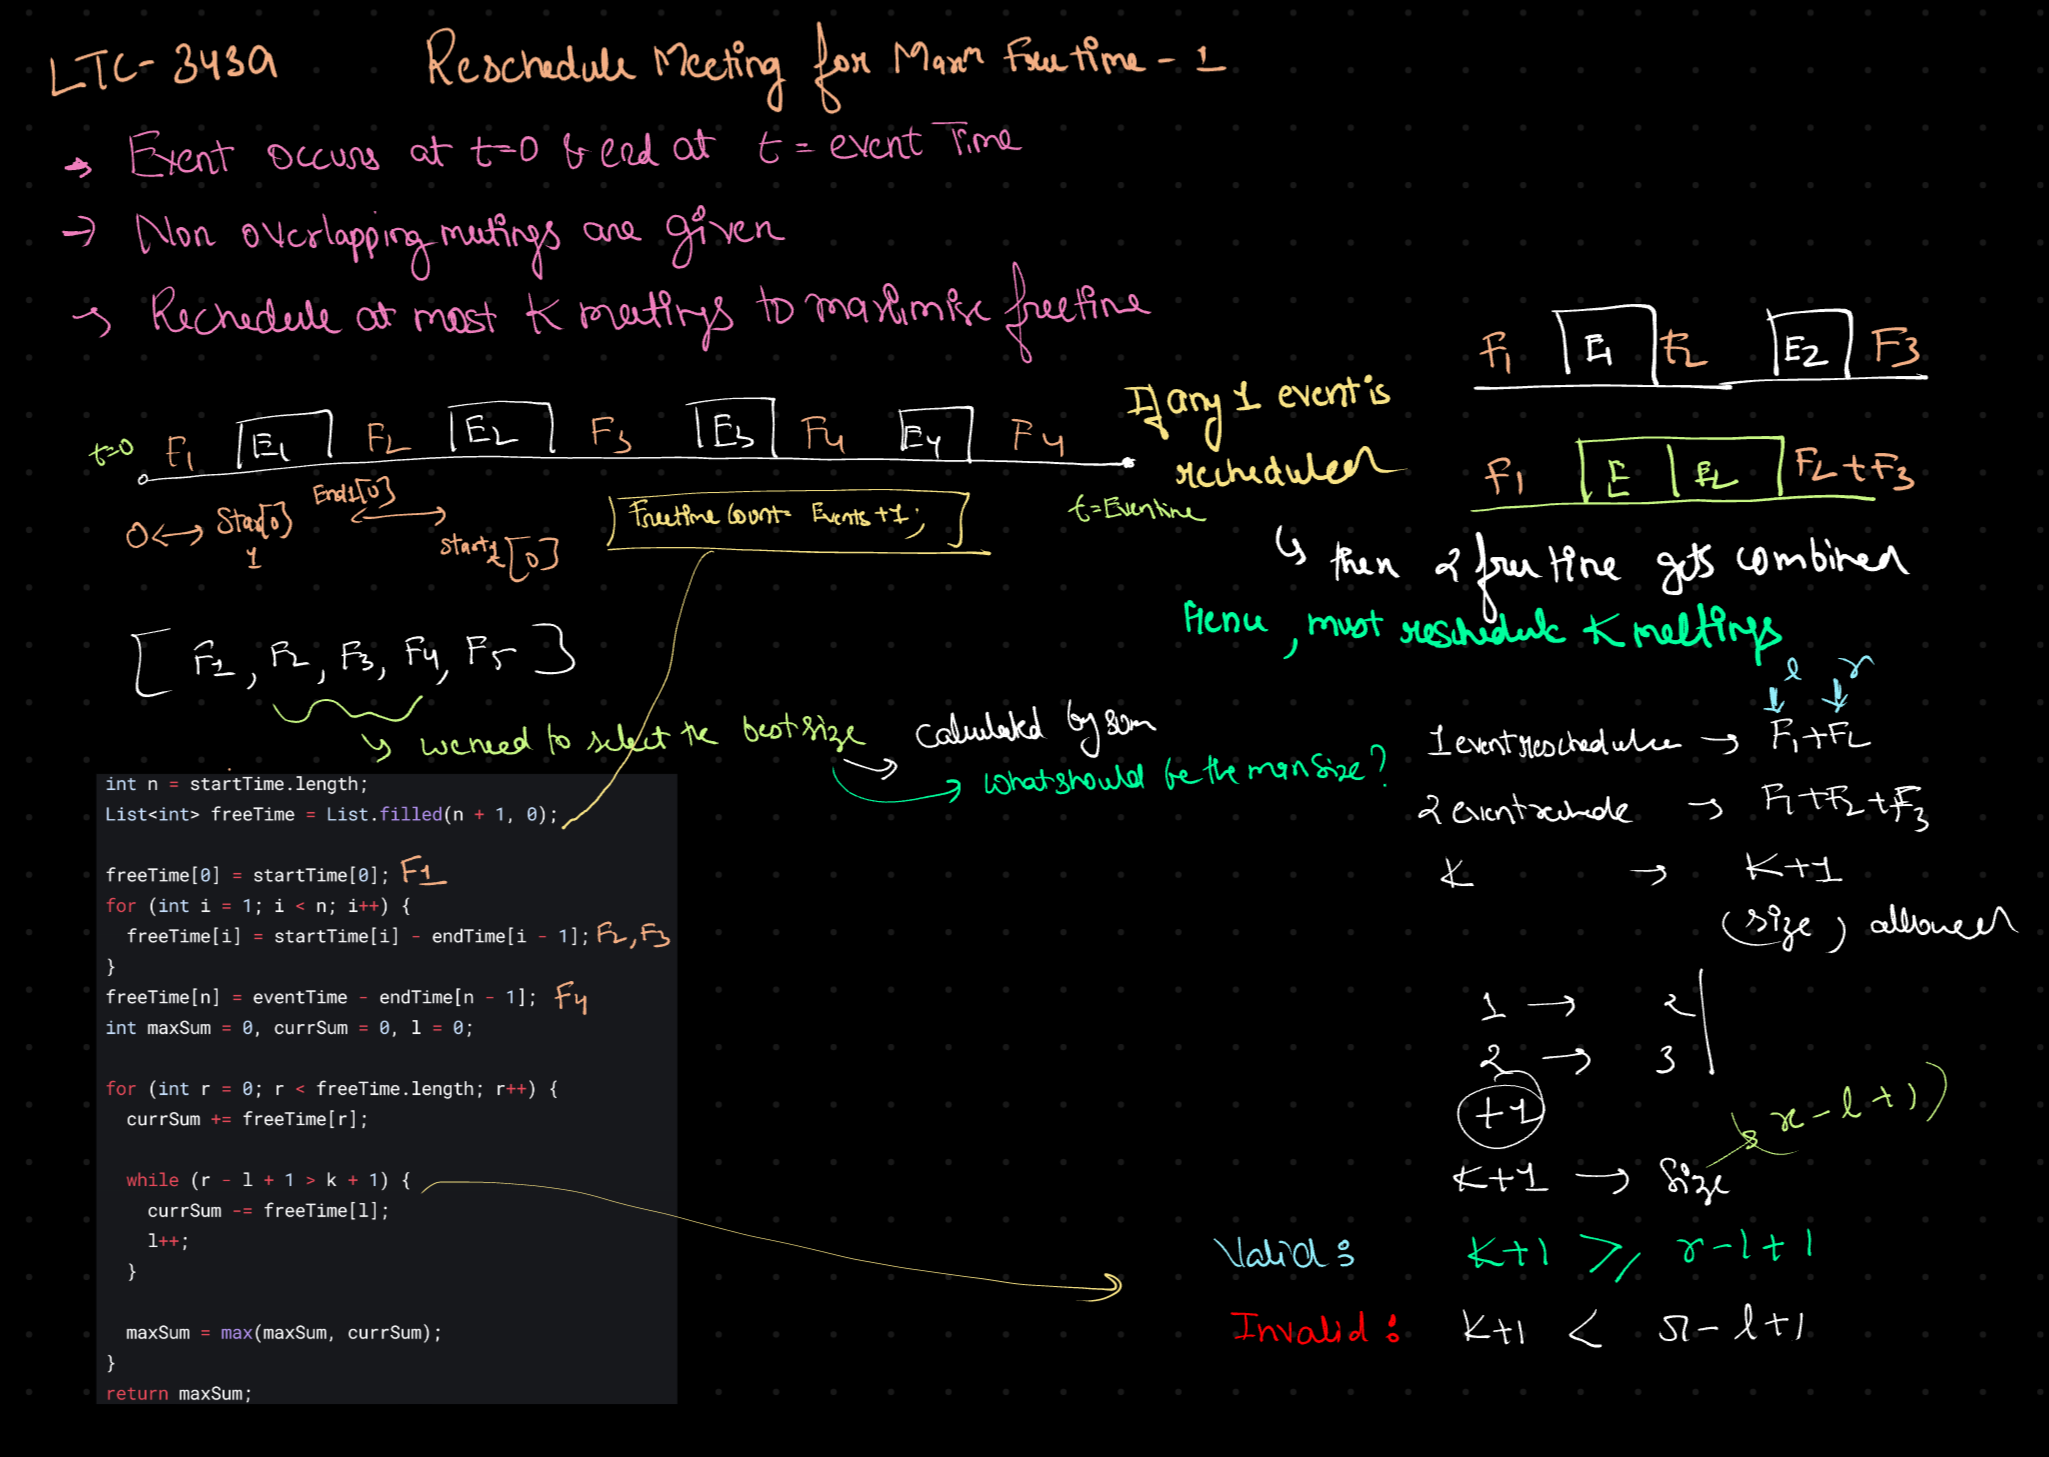 LTC-3439 Reschedule Meeting for Maxm Freetime - 1
→ Event occurs at t=0 & end at t = event Time
→ Non overlapping meetings are given
→ Rechedule at most K meetings to maximise freetime
F1 E1 F2 E2 F3
t=0 F1 E1 F2 E2 F3 E3 F4 E4 F4
t=Eventime
If any 1 event is
rescheduled
F1 E E2 F2+F3
0 ↔ Start[0]
1
End1[0] ↔ Start2[0]
Freetime Count = Events+1;
↳ then 2 free time gets combined
Hence, must reschedule K meetings
[F1, F2, F3, F4, F5]
↳ we need to select the best size → calculated by sum
→ What should be the max size?
l r
1 event reschedule → F1+F2
2 event rechedule → F1+F2+F3
K → K+1
(size) allowed
1 → 2
2 → 3
+1
K+1 → Size (r-l+1)
Valid: K+1 >= r-l+1
Invalid: K+1 < r-l+1
int n = startTime.length;
List<int> freeTime = List.filled(n + 1, 0);
freeTime[0] = startTime[0]; F1
for (int i = 1; i < n; i++) {
freeTime[i] = startTime[i] - endTime[i - 1]; F2, F3
}
freeTime[n] = eventTime - endTime[n - 1]; F4
int maxSum = 0, currSum = 0, l = 0;
for (int r = 0; r < freeTime.length; r++) {
currSum += freeTime[r];
while (r - l + 1 > k + 1) {
currSum -= freeTime[l];
l++;
}
maxSum = max(maxSum, currSum);
}
return maxSum;